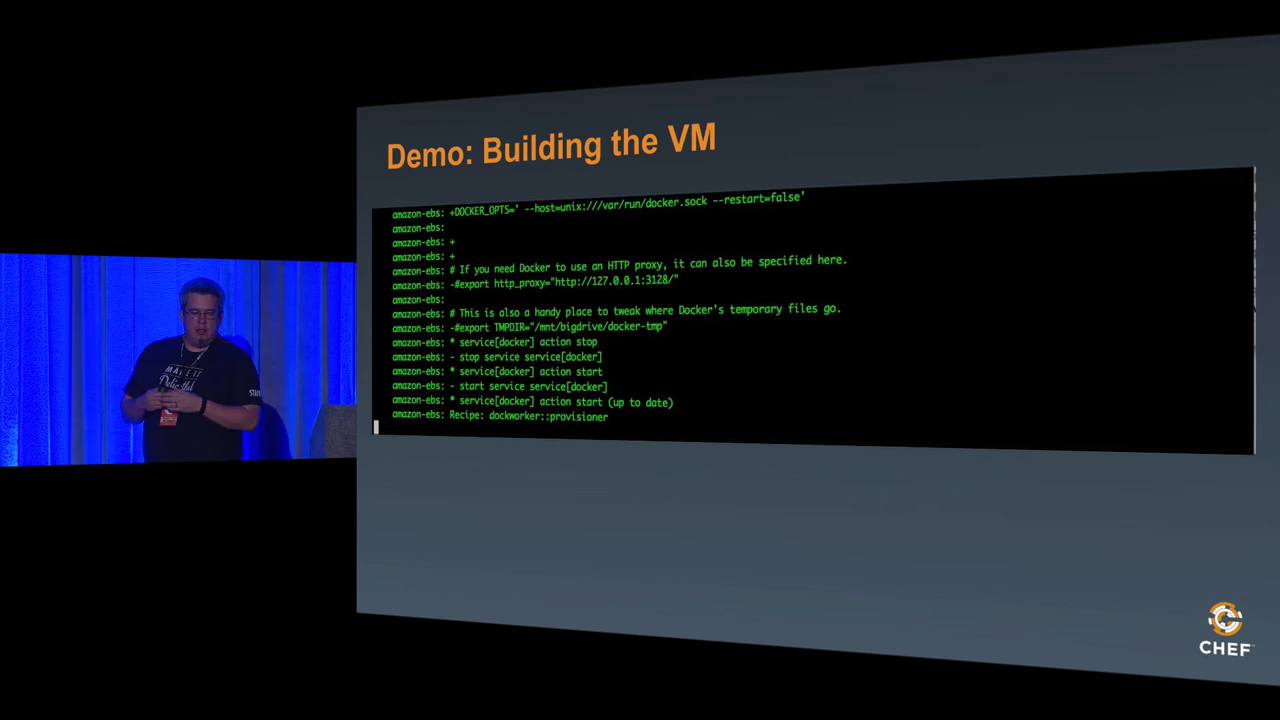 Demo: Building the VM
amazon-ebs: +DOCKER_OPTS=' --host=unix:///var/run/docker.sock --restart=false'
amazon-ebs:
amazon-ebs: +
amazon-ebs: +
amazon-ebs: # If you need Docker to use an HTTP proxy, it can also be specified here.
amazon-ebs: -#export http_proxy="http://127.0.0.1:3128/"
amazon-ebs:
amazon-ebs: # This is also a handy place to tweak where Docker's temporary files go.
amazon-ebs: -#export TMPDIR="/mnt/bigdrive/docker-tmp"
amazon-ebs: * service[docker] action stop
amazon-ebs: - stop service service[docker]
amazon-ebs: * service[docker] action start
amazon-ebs: - start service service[docker]
amazon-ebs: * service[docker] action start (up to date)
amazon-ebs: Recipe: dockworker::provisioner
MAKE IT
CHEF